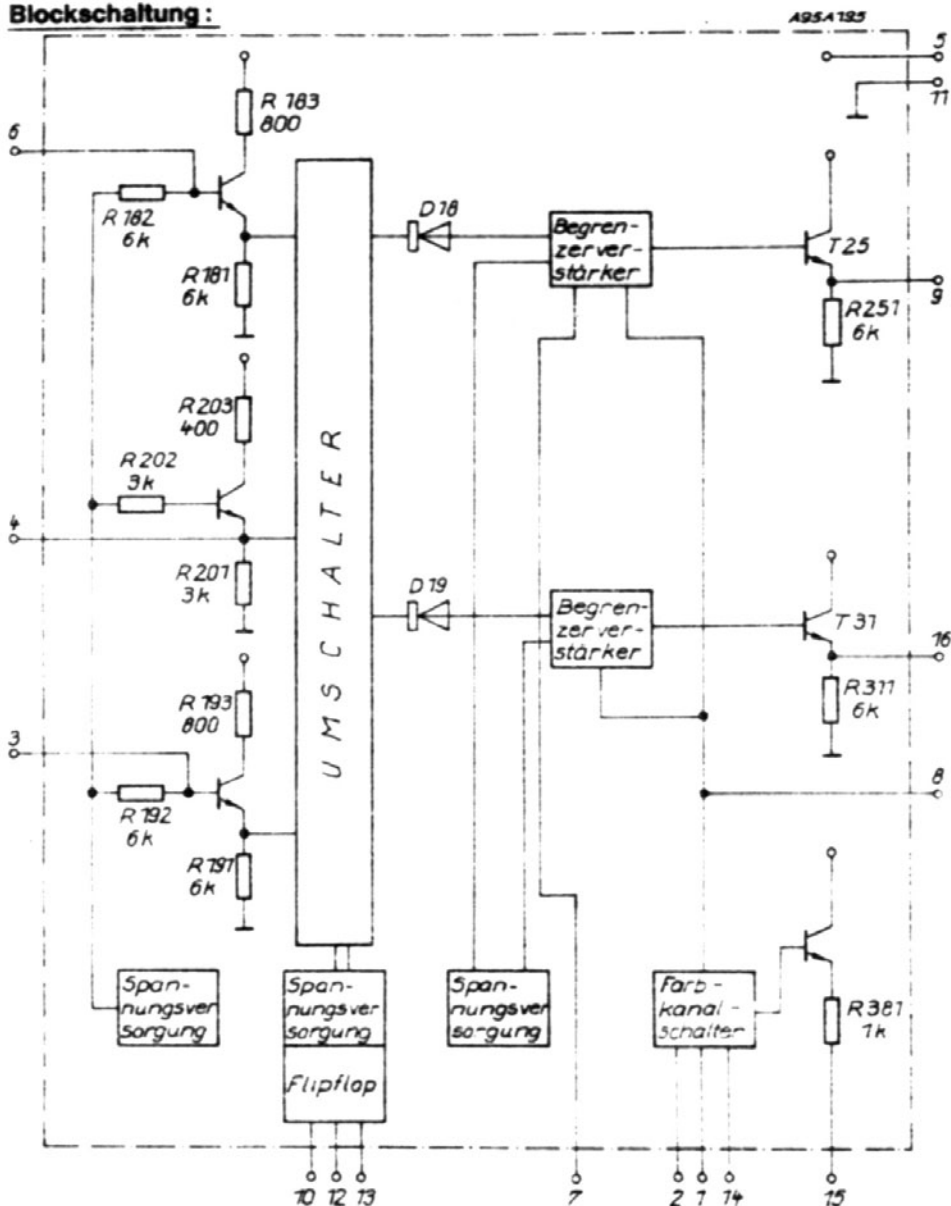 Blockschaltung :
A95A195
5
11
R 183
800
6
R 182
6k
D18
Begren-
zerver-
stärker
T25
R 181
6k
9
R251
6k
R203
400
R 202
3k
4
R201
3k
D19
Begren-
zerver-
stärker
T31
16
R 311
6k
UMSCHALTER
R 193
800
3
8
R 192
6k
R 191
6k
Span-
nungsver
sorgung
Span-
nungsver
sorgung
Span-
nungsver
sorgung
Farb-
kanal-
schalter
R 381
1k
Flipflop
10
12
13
7
2
1
14
15